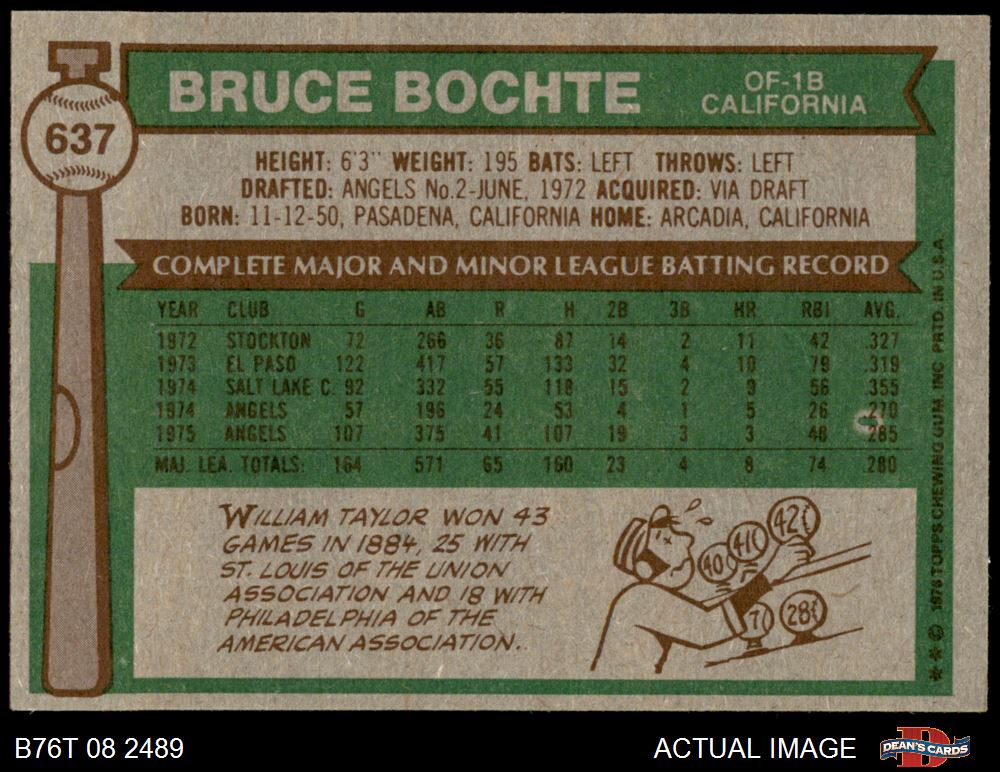 BRUCE BOCHTE
OF-1B
CALIFORNIA
637
HEIGHT: 6'3" WEIGHT: 195 BATS: LEFT THROWS: LEFT
DRAFTED: ANGELS No.2-JUNE, 1972 ACQUIRED: VIA DRAFT
BORN: 11-12-50, PASADENA, CALIFORNIA HOME: ARCADIA, CALIFORNIA
COMPLETE MAJOR AND MINOR LEAGUE BATTING RECORD
YEAR CLUB G AB R H 2B 3B HR RBI AVG.
1972 STOCKTON 72 266 36 87 14 2 11 42 .327
1973 EL PASO 122 417 57 133 32 4 10 79 .319
1974 SALT LAKE C. 92 332 55 118 15 2 9 56 .355
1974 ANGELS 57 196 24 53 4 1 5 26 .270
1975 ANGELS 107 375 41 107 19 3 3 48 .285
MAJ. LEA. TOTALS: 164 571 65 160 23 4 8 74 .280
WILLIAM TAYLOR WON 43
GAMES IN 1884, 25 WITH
ST. LOUIS OF THE UNION
ASSOCIATION AND 18 WITH
PHILADELPHIA OF THE
AMERICAN ASSOCIATION.
40
41
42
7
28
** © 1976 TOPPS CHEWING GUM, INC PRTD. IN U.S.A.
B76T 08 2489
ACTUAL IMAGE
DEAN'S CARDS